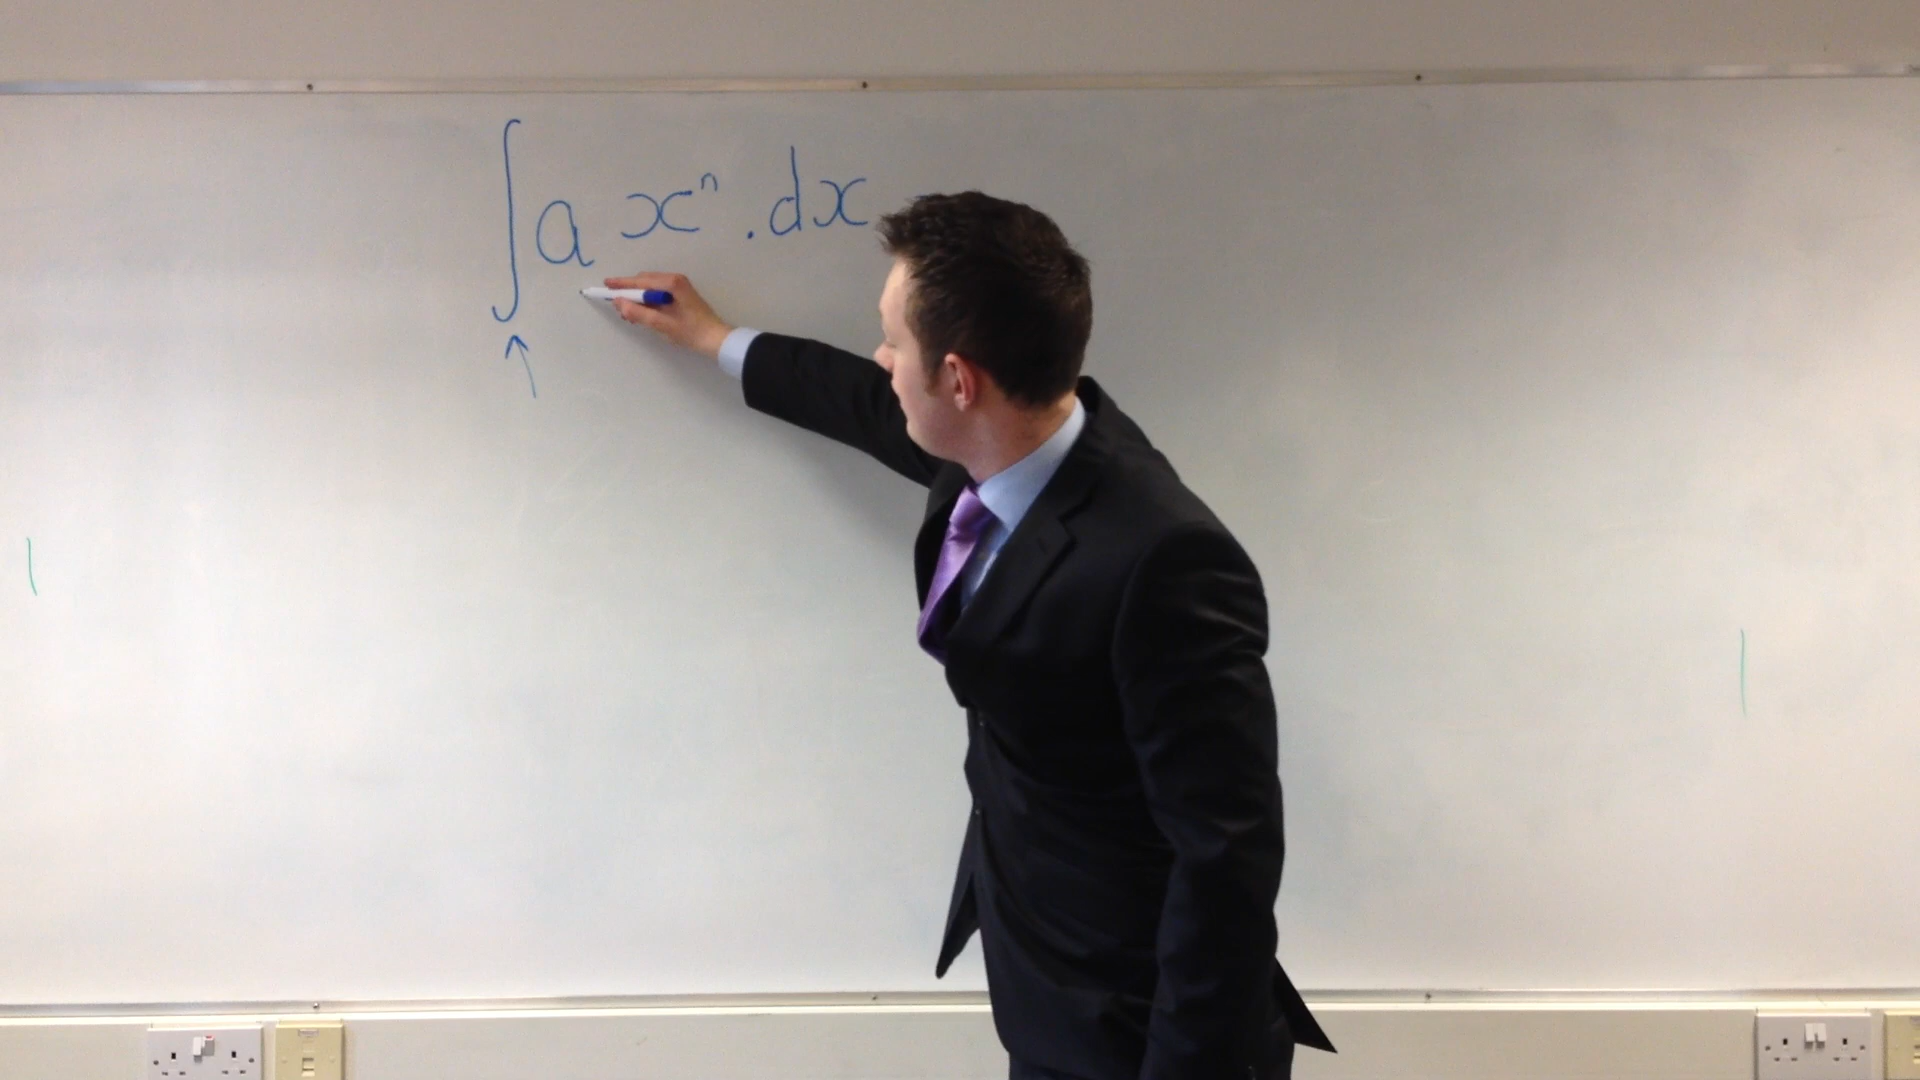 ∫ a xⁿ . dx
↑